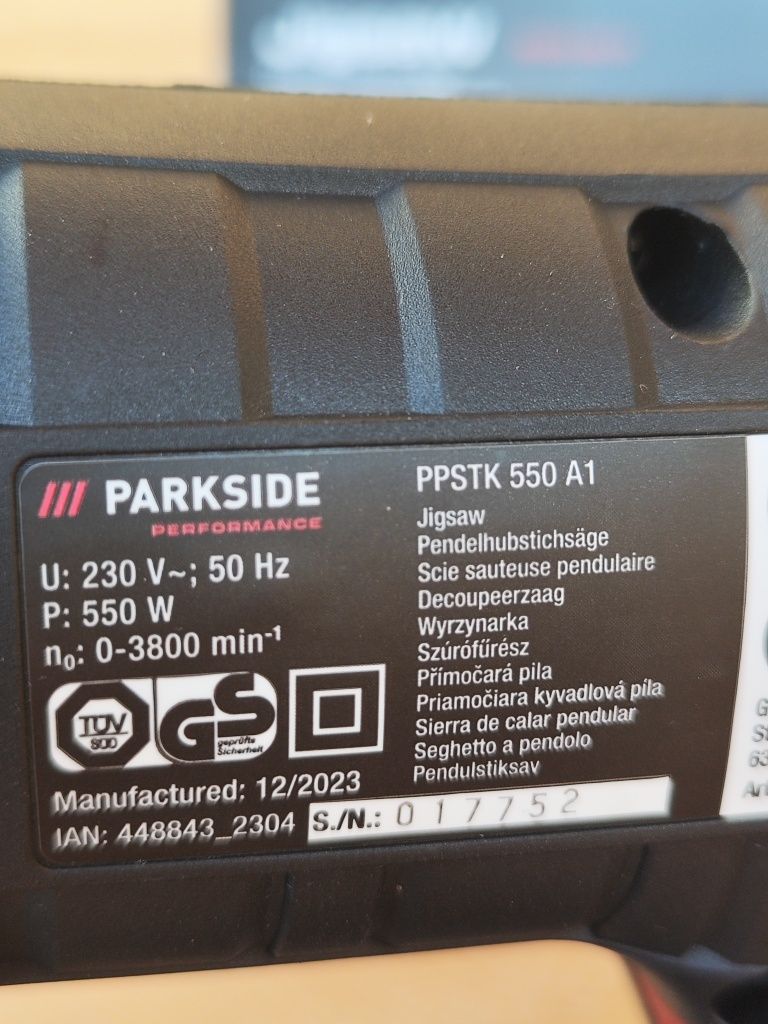 PARKSIDE
PERFORMANCE
U: 230 V~; 50 Hz
P: 550 W
n₀: 0-3800 min⁻¹
TÜV
SÜD
GS
geprüfte
Sicherheit
Manufactured: 12/2023
IAN: 448843_2304
PPSTK 550 A1
Jigsaw
Pendelhubstichsäge
Scie sauteuse pendulaire
Decoupeerzaag
Wyrzynarka
Szúrófűrész
Přímočará pila
Priamočiara kyvadlová píla
Sierra de calar pendular
Seghetto a pendolo
Pendulstiksav
S./N.: 017752